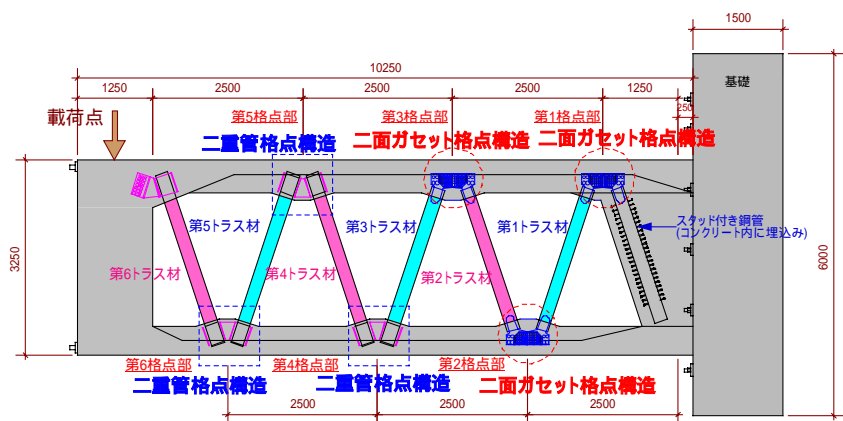 1500
10250
1250
2500
2500
2500
1250
250
基礎
載荷点
第5格点部
第3格点部
第1格点部
二重管格点構造
二面ガセット格点構造
二面ガセット格点構造
3250
6000
第5トラス材
第3トラス材
第1トラス材
スタッド付き鋼管
(コンクリート内に埋込み)
第6トラス材
第4トラス材
第2トラス材
第6格点部
第4格点部
第2格点部
二重管格点構造
二重管格点構造
二面ガセット格点構造
2500
2500
2500